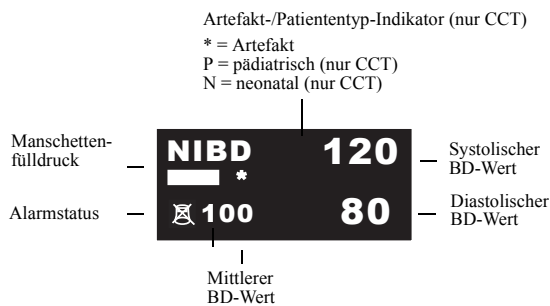 Artefakt-/Patiententyp-Indikator (nur CCT)
* = Artefakt
P = pädiatrisch (nur CCT)
N = neonatal (nur CCT)
Manschetten-
fülldruck
NIBD 120
*
Systolischer
BD-Wert
Alarmstatus
100 80
Diastolischer
BD-Wert
Mittlerer
BD-Wert